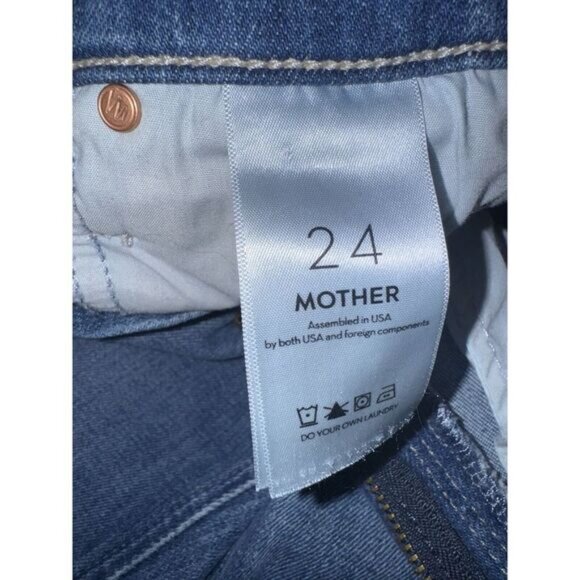 M
24
MOTHER
Assembled in USA
by both USA and foreign components
DO YOUR OWN LAUNDRY